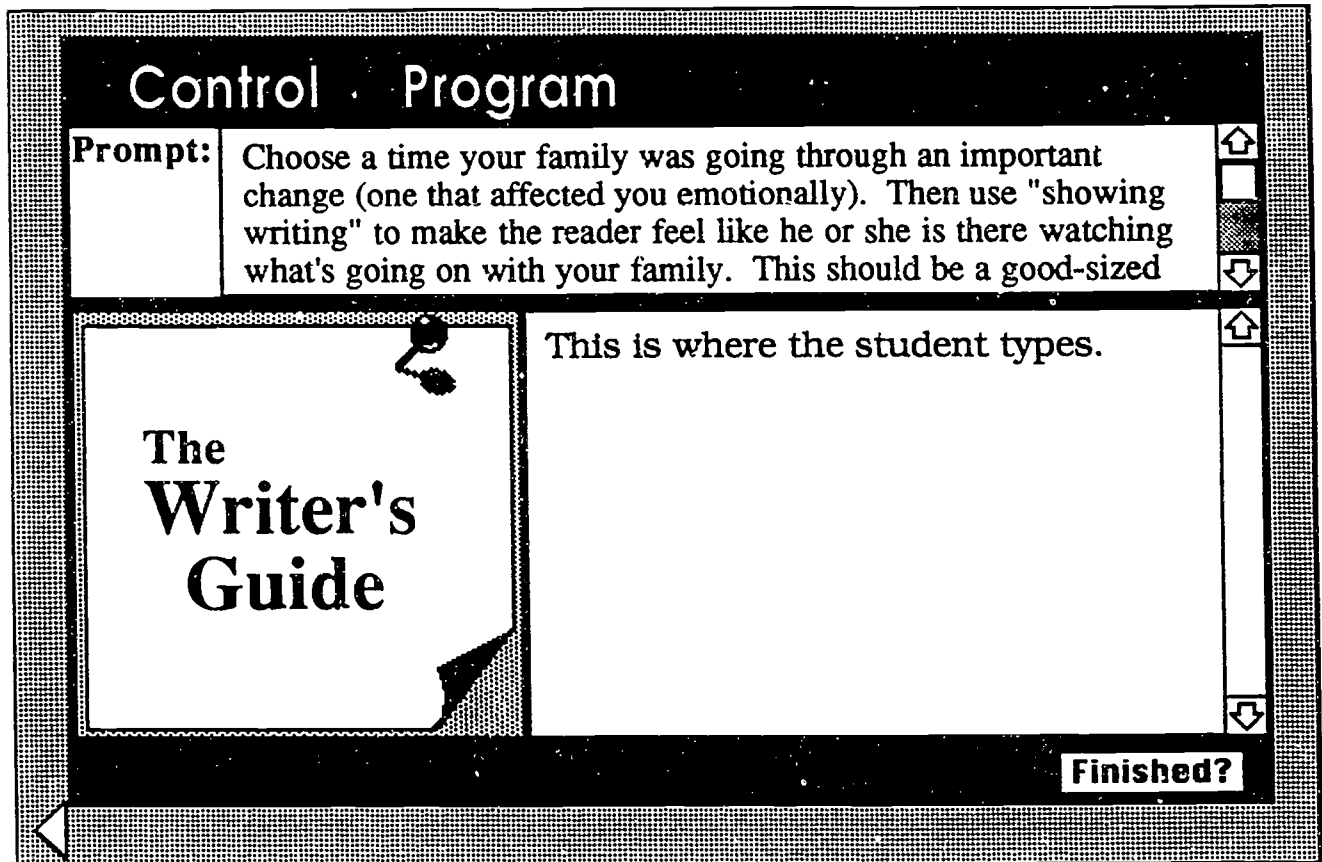 Control Program
Prompt:
Choose a time your family was going through an important
change (one that affected you emotionally). Then use "showing
writing" to make the reader feel like he or she is there watching
what's going on with your family. This should be a good-sized
The
Writer's
Guide
This is where the student types.
Finished?